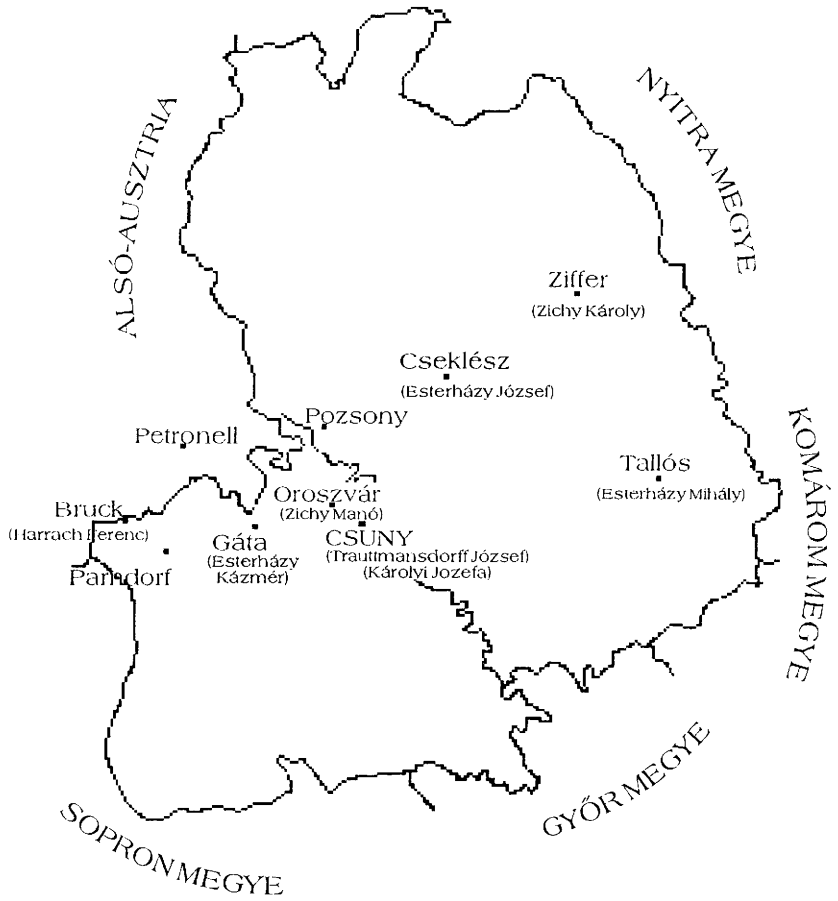 ALSÓ-AUSZTRIA
NYITRA MEGYE
Ziffer
(Zichy Károly)
Cseklész
(Esterházy József)
Pozsony
Petronell
KOMÁROM MEGYE
Tallós
(Esterházy Mihály)
Oroszvár
(Zichy Manó)
Bruck
(Harrach Ferenc)
CSUNY
(Trauttmansdorff József)
(Károlyi Jozefa)
Gáta
(Esterházy
Kázmér)
Parndorf
GYŐR MEGYE
SOPRON MEGYE